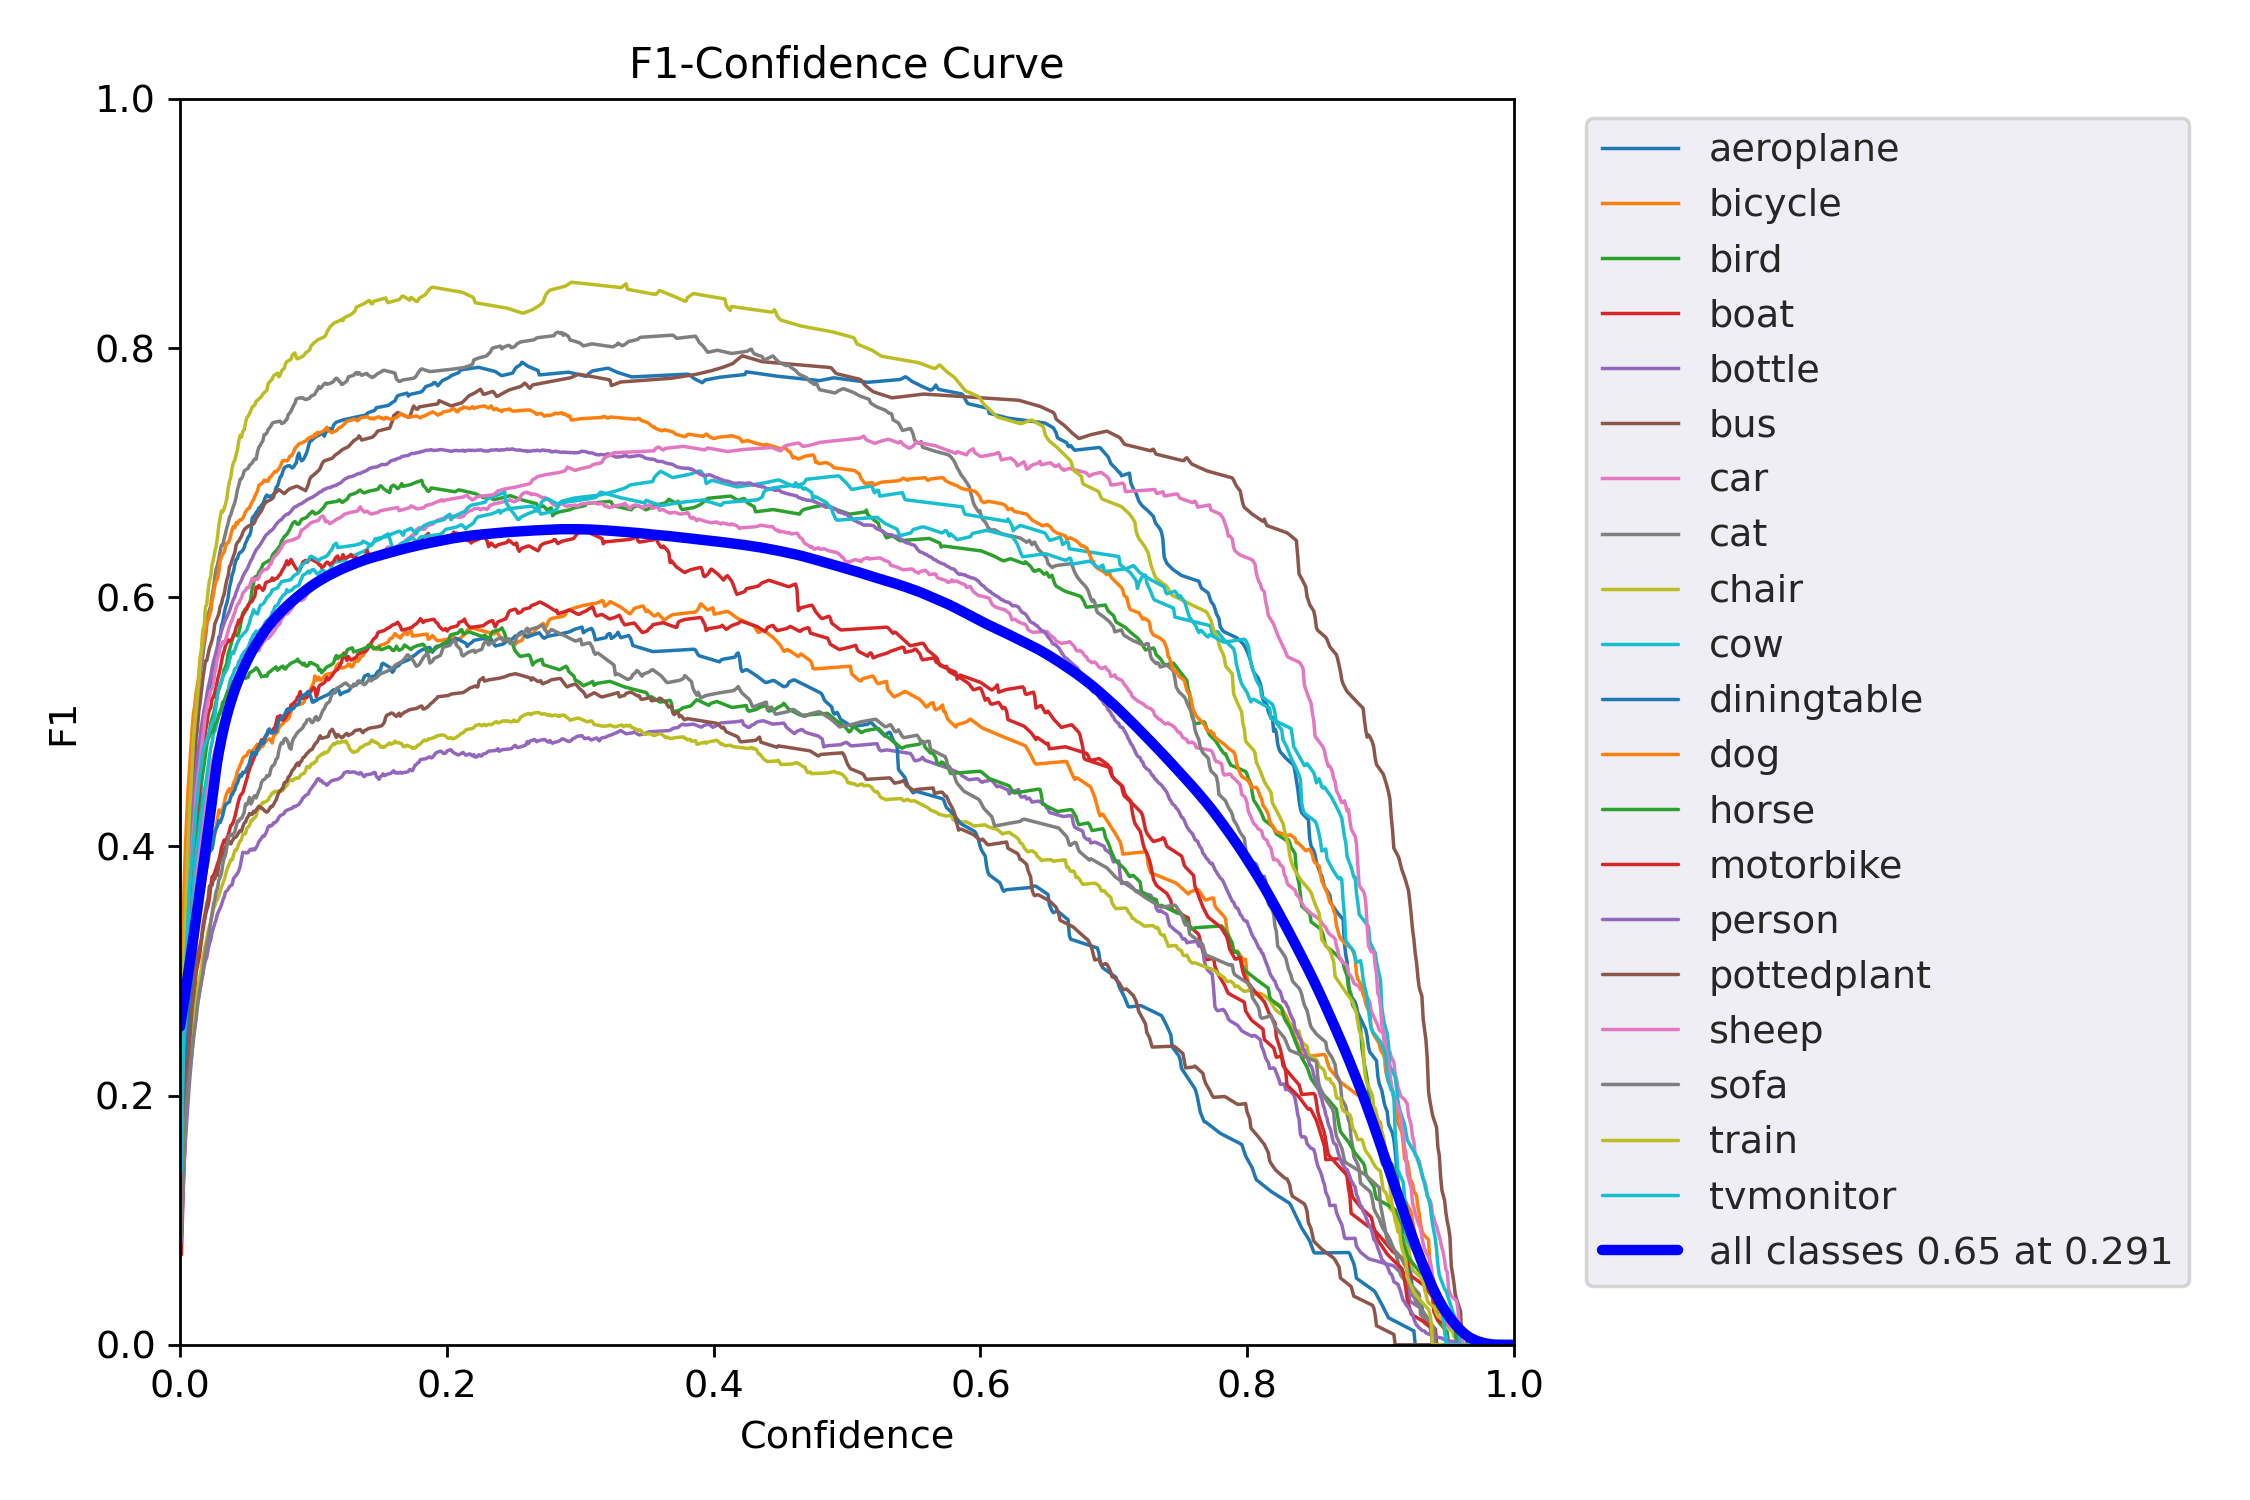 F1-Confidence Curve
1.0
0.8
0.6
0.4
0.2
0.0
F1
0.0 0.2 0.4 0.6 0.8 1.0
Confidence
aeroplane
bicycle
bird
boat
bottle
bus
car
cat
chair
cow
diningtable
dog
horse
motorbike
person
pottedplant
sheep
sofa
train
tvmonitor
all classes 0.65 at 0.291